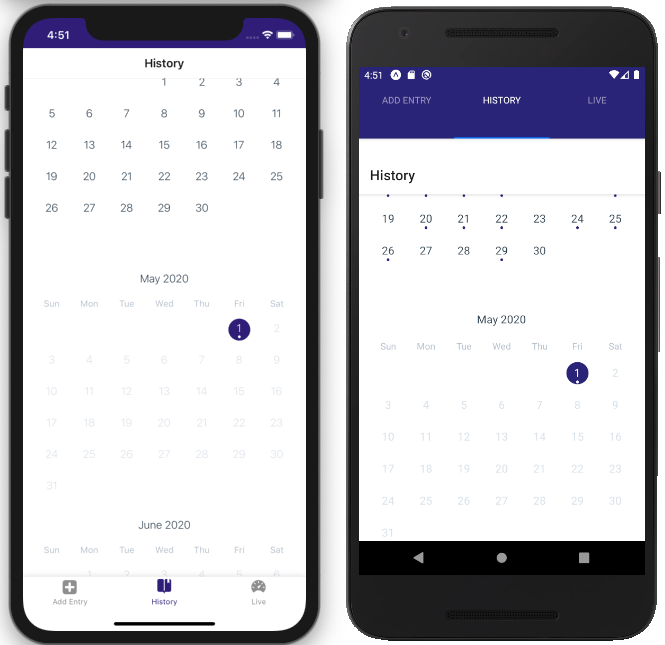 4:51
History
1 2 3 4
5 6 7 8 9 10 11
12 13 14 15 16 17 18
19 20 21 22 23 24 25
26 27 28 29 30
May 2020
Sun Mon Tue Wed Thu Fri Sat
1 2
3 4 5 6 7 8 9
10 11 12 13 14 15 16
17 18 19 20 21 22 23
24 25 26 27 28 29 30
31
June 2020
Sun Mon Tue Wed Thu Fri Sat
1 2 3 4 5 6
Add Entry History Live
4:51
ADD ENTRY HISTORY LIVE
History
19 20 21 22 23 24 25
26 27 28 29 30
May 2020
Sun Mon Tue Wed Thu Fri Sat
1 2
3 4 5 6 7 8 9
10 11 12 13 14 15 16
17 18 19 20 21 22 23
24 25 26 27 28 29 30
31